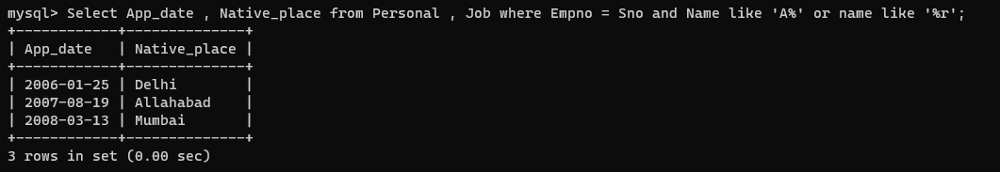 mysql> Select App_date , Native_place from Personal , Job where Empno = Sno and Name like 'A%' or name like '%r';
+------------+--------------+
| App_date   | Native_place |
+------------+--------------+
| 2006-01-25 | Delhi        |
| 2007-08-19 | Allahabad    |
| 2008-03-13 | Mumbai       |
+------------+--------------+
3 rows in set (0.00 sec)